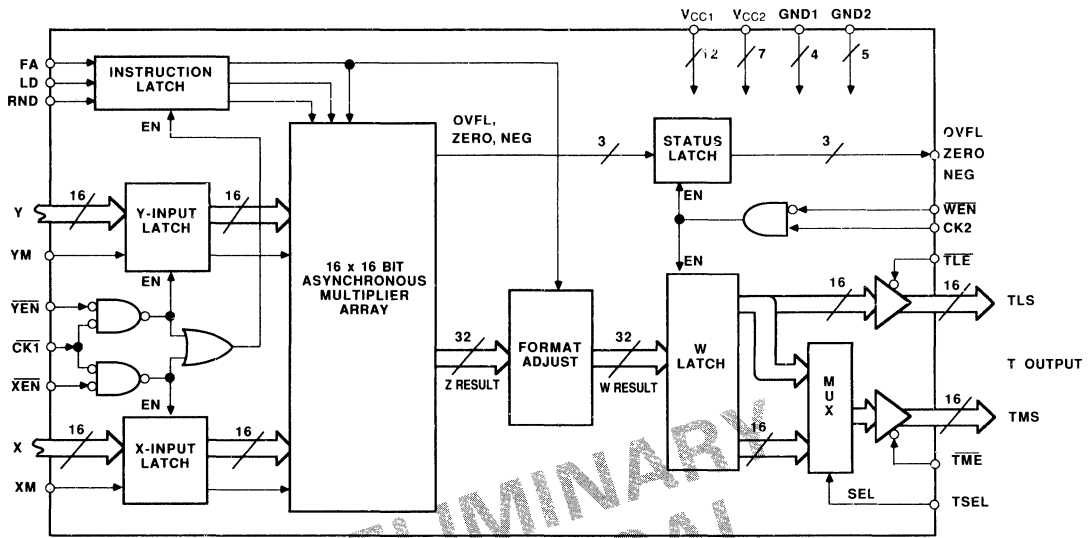 VCC1 VCC2 GND1 GND2
12 7 4 5
FA
LD
RND
INSTRUCTION
LATCH
EN
OVFL,
ZERO, NEG
3
STATUS
LATCH
3
OVFL
ZERO
NEG
EN
WEN
CK2
EN
Y
16
Y-INPUT
LATCH
16
YM
EN
16 x 16 BIT
ASYNCHRONOUS
MULTIPLIER
ARRAY
TLE
YEN
CK1
XEN
EN
32
Z RESULT
FORMAT
ADJUST
32
W RESULT
W
LATCH
16
16
TLS
MUX
T OUTPUT
16
TMS
X
16
X-INPUT
LATCH
16
XM
16
TME
SEL
TSEL